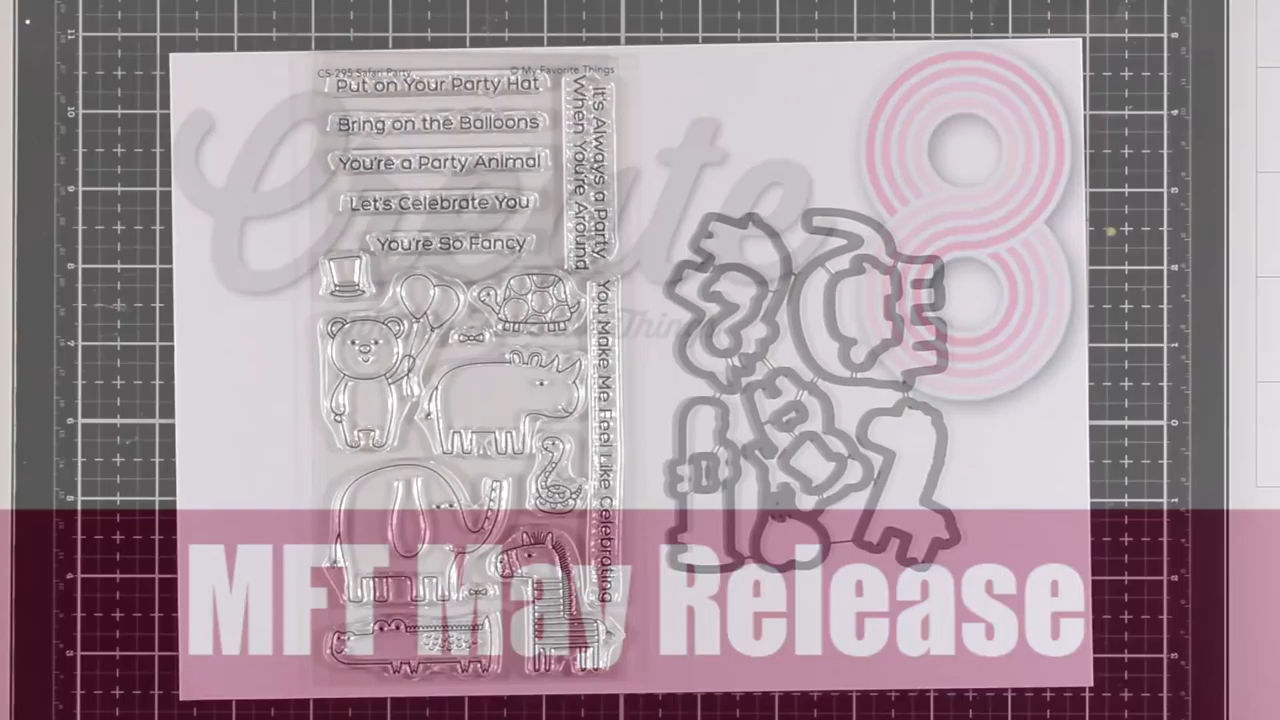 CS-295 Safari Party © My Favorite Things
Put on Your Party Hat
Bring on the Balloons
You're a Party Animal
Let's Celebrate You
You're So Fancy
It's Always a Party
When You're Around
You Make Me Feel Like Celebrating
Create
8
Things
MFT May Release